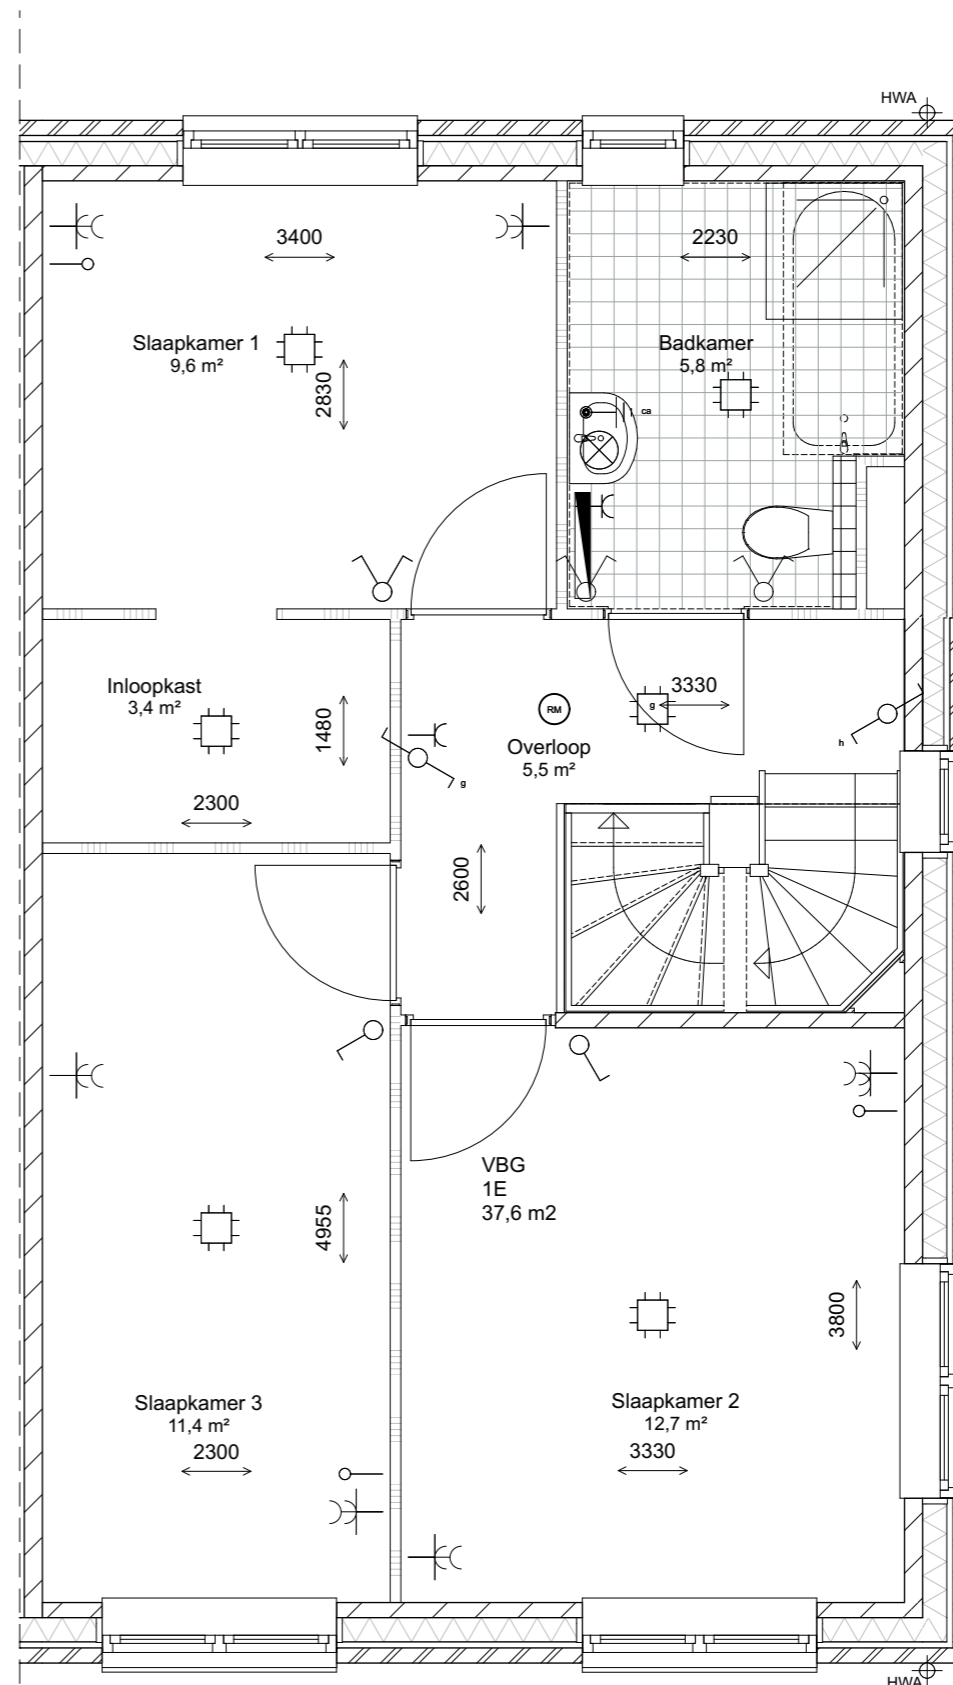 HWA
3400
2230
Slaapkamer 1
9,6 m²
2830
Badkamer
5,8 m²
ca
Inloopkast
3,4 m²
1480
2300
g
RM
g
3330
Overloop
5,5 m²
h
2600
VBG
1E
37,6 m2
4955
3800
Slaapkamer 3
11,4 m²
2300
Slaapkamer 2
12,7 m²
3330
HWA